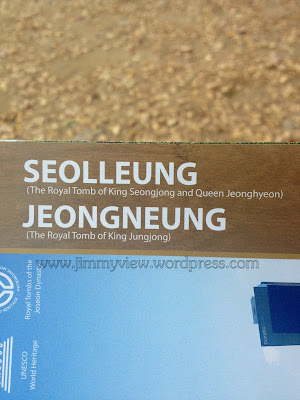 SEOLLEUNG
(The Royal Tomb of King Seongjong and Queen Jeonghyeon)
JEONGNEUNG
(The Royal Tomb of King Jungjong)
www.jimmyview.wordpress.com
Royal Tombs of the
Joseon Dynasty
UNESCO
World Heritage